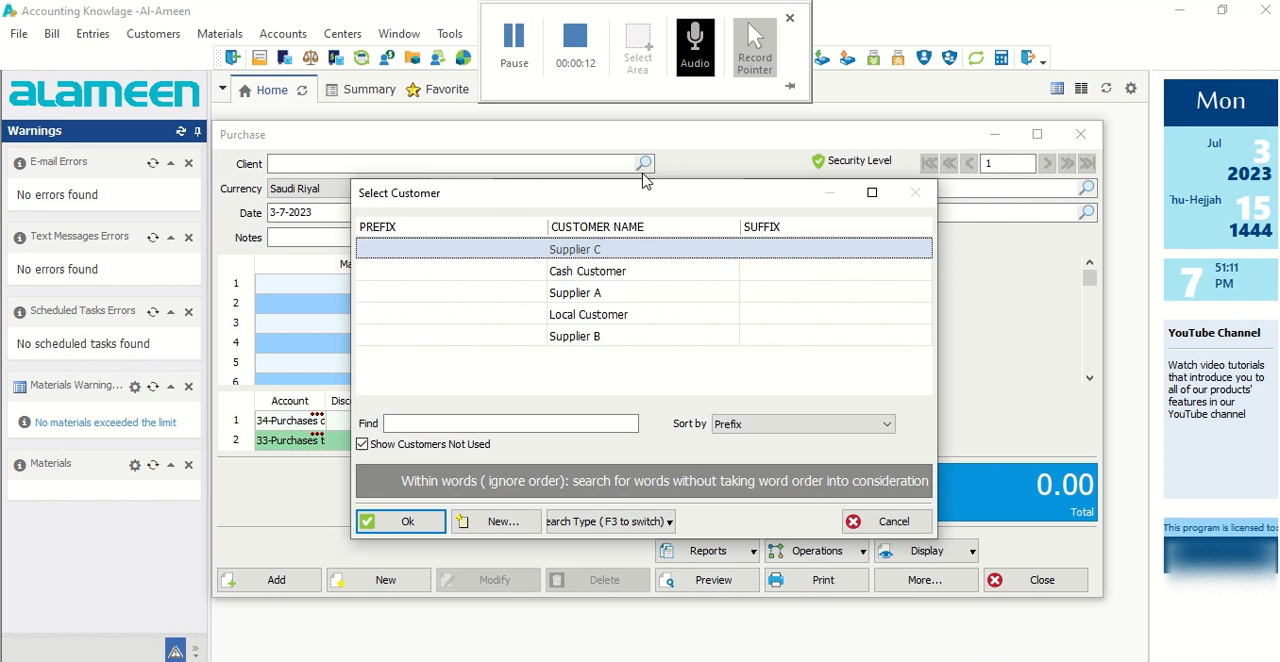 Accounting Knowlage -Al-Ameen
File Bill Entries Customers Materials Accounts Centers Window Tools
Pause
00:00:12
Select Area
Audio
Record Pointer
alameen
Home Summary Favorite
Warnings
E-mail Errors
No errors found
Text Messages Errors
No errors found
Scheduled Tasks Errors
No scheduled tasks found
Materials Warning...
No materials exceeded the limit
Materials
Purchase
Client
Security Level
1
Currency Saudi Riyal
Date 3-7-2023
Notes
Ma
1
2
3
4
5
6
Account Disc
1 34-Purchases c
2 33-Purchases t
Select Customer
PREFIX CUSTOMER NAME SUFFIX
Supplier C
Cash Customer
Supplier A
Local Customer
Supplier B
Find
Sort by Prefix
Show Customers Not Used
Within words ( ignore order): search for words without taking word order into consideration
Ok New... earch Type ( F3 to switch) Cancel
0.00
Total
Reports Operations Display
Add New Modify Delete Preview Print More... Close
Mon
Jul 3
2023
'hu-Hejjah 15
1444
7 51:11
PM
YouTube Channel
Watch video tutorials
that introduce you to
all of our products'
features in our
YouTube channel
This program is licensed to: